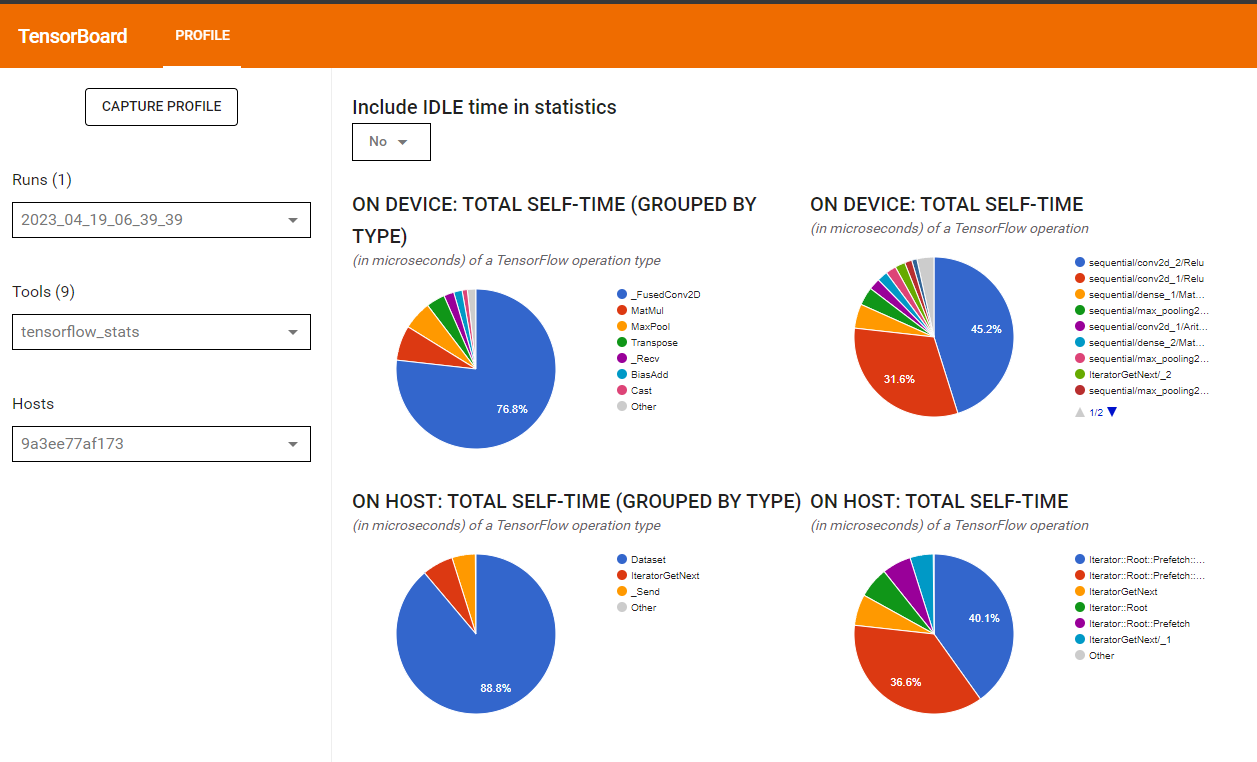 TensorBoard
PROFILE
CAPTURE PROFILE
Runs (1)
2023_04_19_06_39_39
Tools (9)
tensorflow_stats
Hosts
9a3ee77af173
Include IDLE time in statistics
No
ON DEVICE: TOTAL SELF-TIME (GROUPED BY
TYPE)
(in microseconds) of a TensorFlow operation type
76.8%
_FusedConv2D
MatMul
MaxPool
Transpose
_Recv
BiasAdd
Cast
Other
ON DEVICE: TOTAL SELF-TIME
(in microseconds) of a TensorFlow operation
45.2%
31.6%
sequential/conv2d_2/Relu
sequential/conv2d_1/Relu
sequential/dense_1/Mat...
sequential/max_pooling2...
sequential/conv2d_1/Arit...
sequential/dense_2/Mat...
sequential/max_pooling2...
IteratorGetNext/_2
sequential/max_pooling2...
1/2
ON HOST: TOTAL SELF-TIME (GROUPED BY TYPE)
(in microseconds) of a TensorFlow operation type
88.8%
Dataset
IteratorGetNext
_Send
Other
ON HOST: TOTAL SELF-TIME
(in microseconds) of a TensorFlow operation
40.1%
36.6%
Iterator::Root::Prefetch::...
Iterator::Root::Prefetch::...
IteratorGetNext
Iterator::Root
Iterator::Root::Prefetch
IteratorGetNext/_1
Other